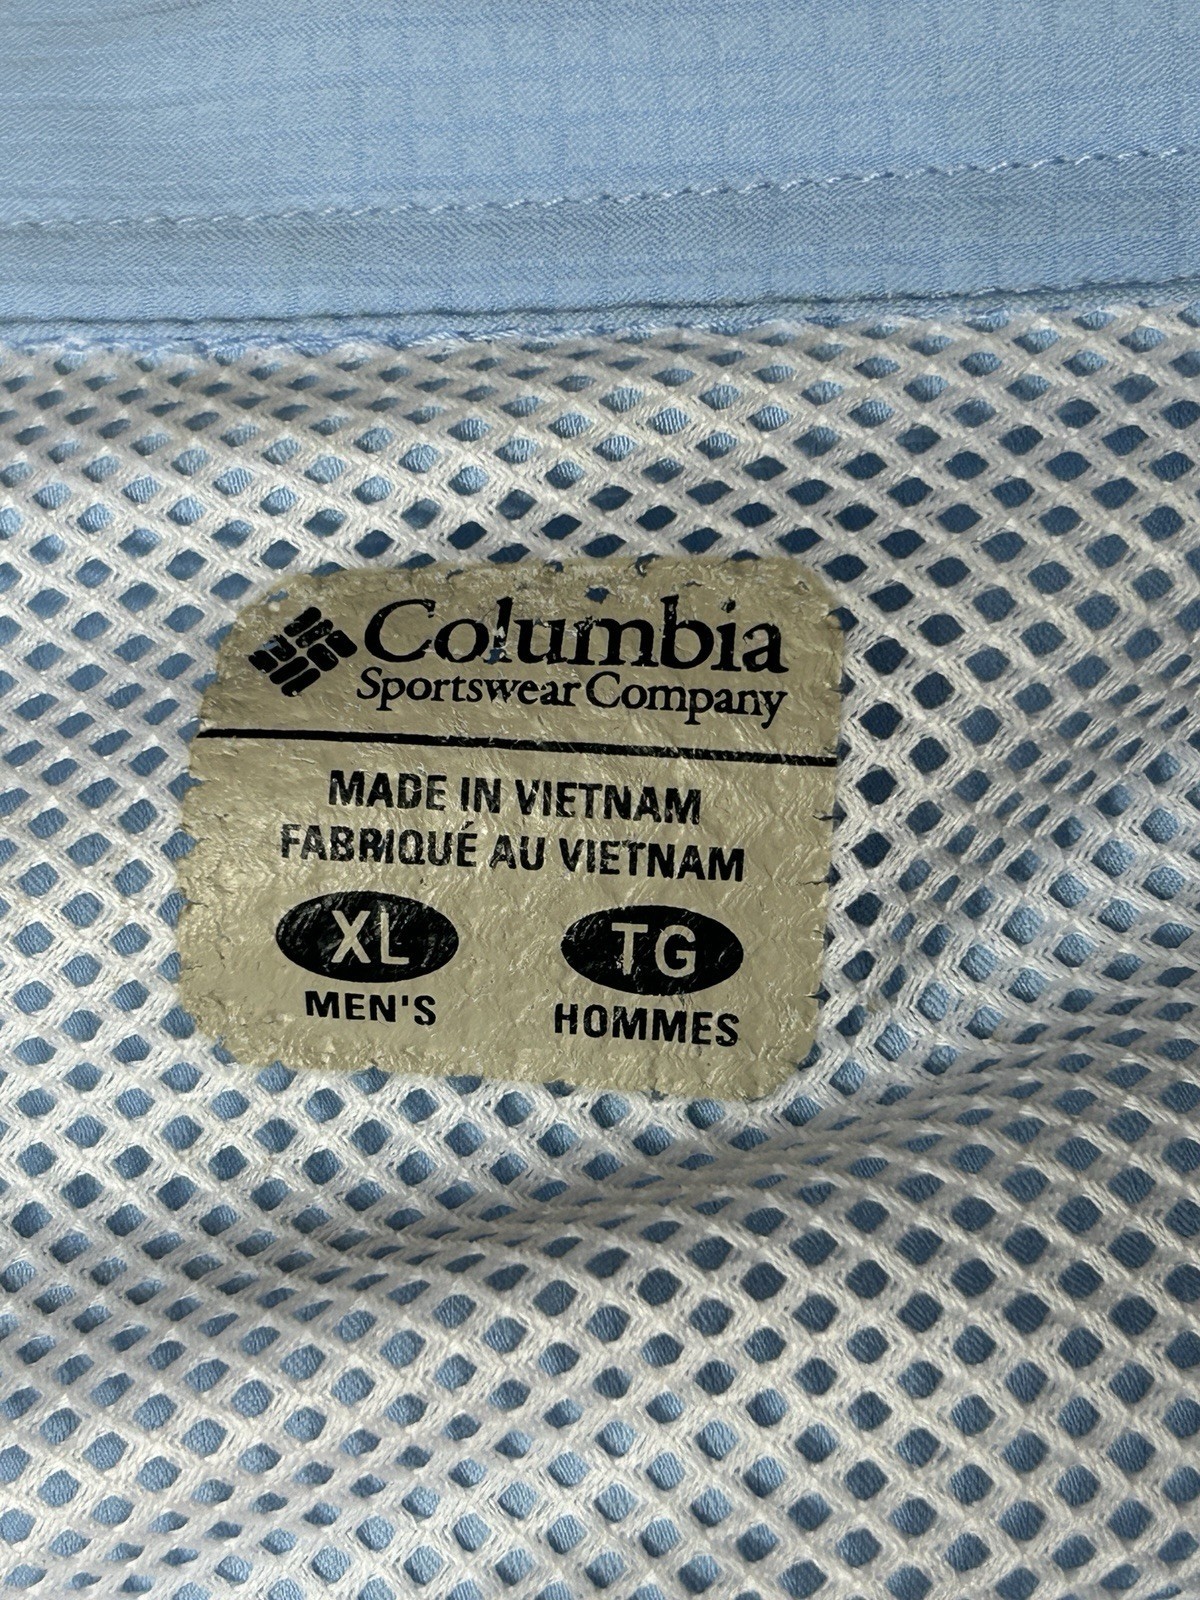 Columbia
Sportswear Company
MADE IN VIETNAM
FABRIQUÉ AU VIETNAM
XL TG
MEN'S HOMMES